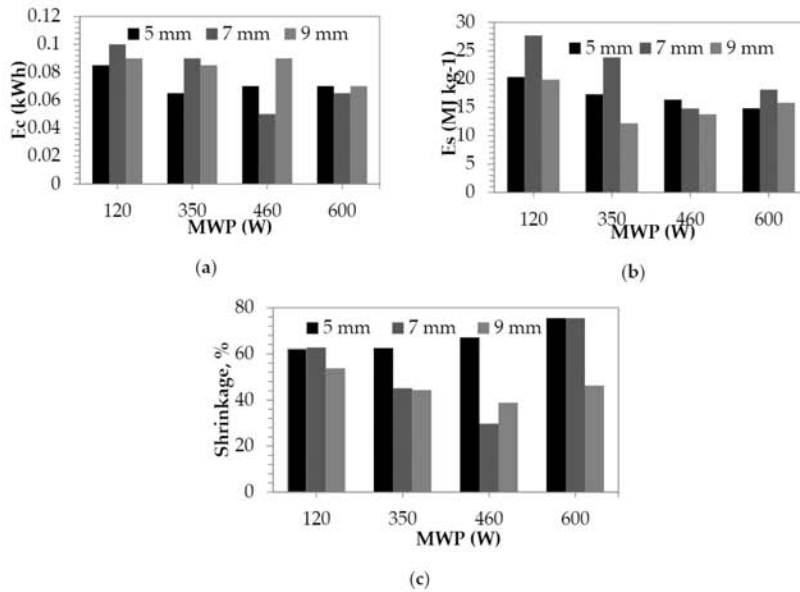 0.12
0.1
0.08
0.06
0.04
0.02
0
Ec (kWh)
5 mm 7 mm 9 mm
120 350 460 600
MWP (W)
(a)
30
25
20
15
10
5
0
Es (MJ kg-1)
5 mm 7 mm 9 mm
120 350 460 600
MWP (W)
(b)
80
60
40
20
0
Shrinkage, %
5 mm 7 mm 9 mm
120 350 460 600
MWP (W)
(c)